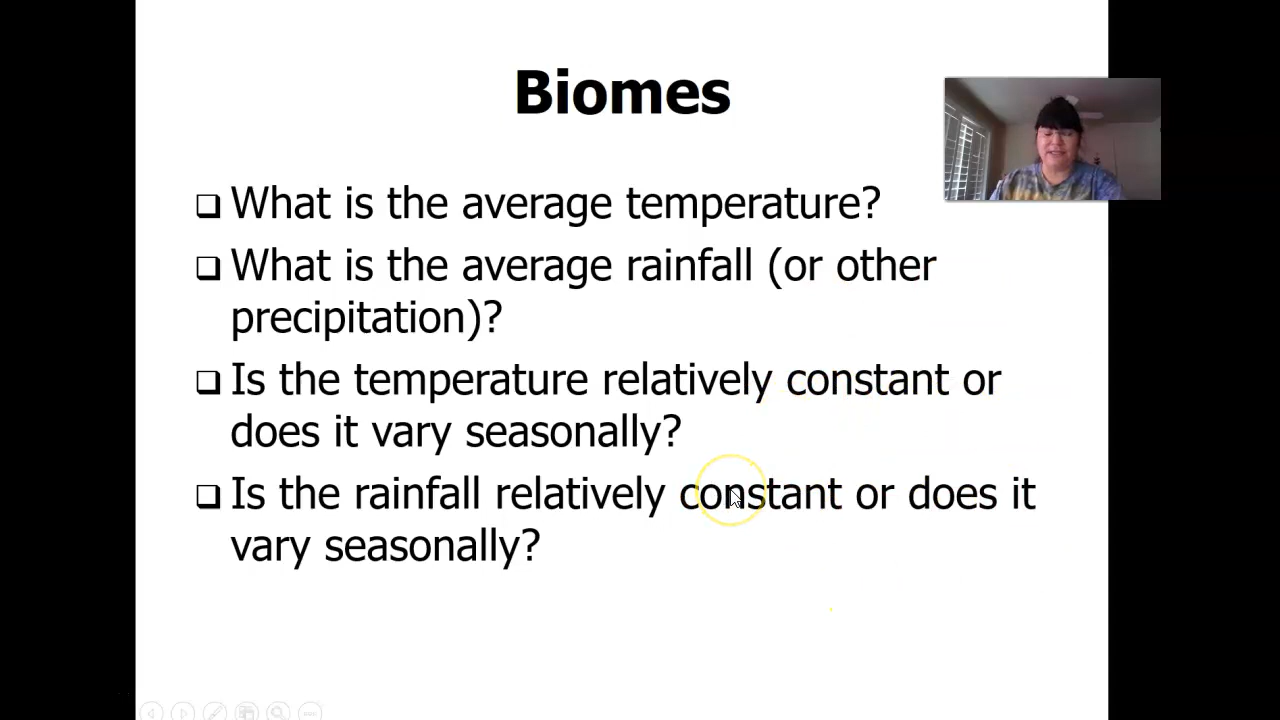 Biomes
❑ What is the average temperature?
❑ What is the average rainfall (or other
precipitation)?
❑ Is the temperature relatively constant or
does it vary seasonally?
❑ Is the rainfall relatively constant or does it
vary seasonally?